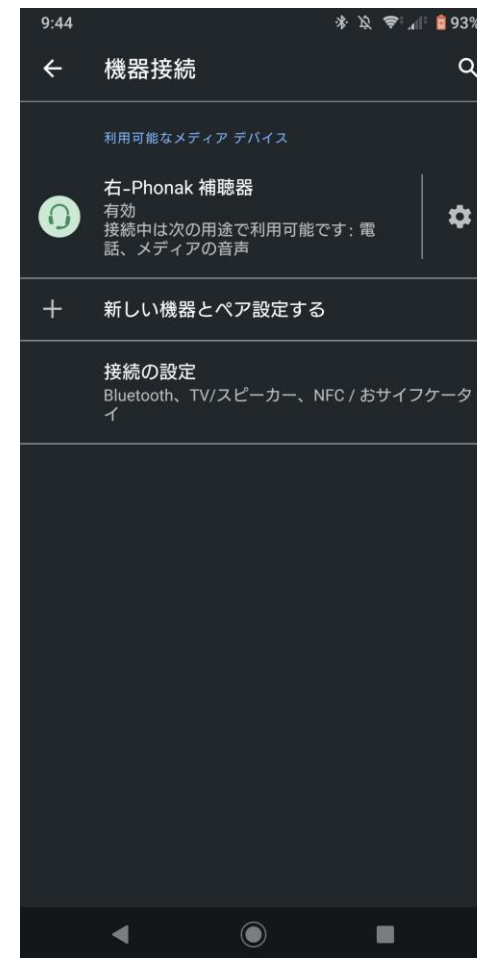 9:44
93%
機器接続
利用可能なメディア デバイス
右-Phonak 補聴器
有効
接続中は次の用途で利用可能です: 電
話、メディアの音声
新しい機器とペア設定する
接続の設定
Bluetooth、TV/スピーカー、NFC / おサイフケータ
イ